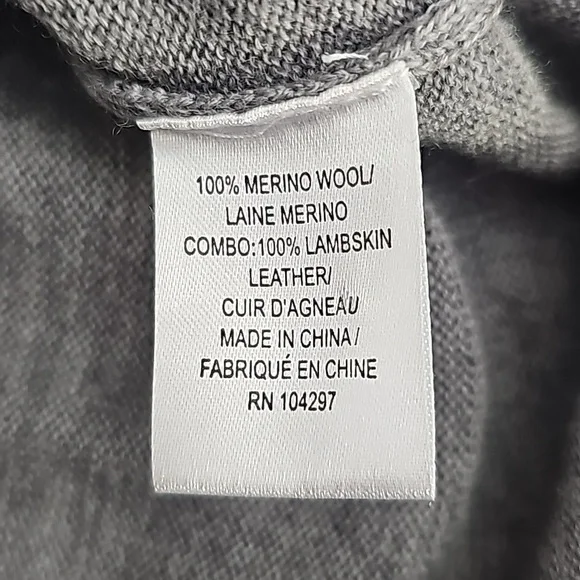 100% MERINO WOOL/
LAINE MERINO
COMBO:100% LAMBSKIN
LEATHER/
CUIR D'AGNEAU
MADE IN CHINA /
FABRIQUÉ EN CHINE
RN 104297